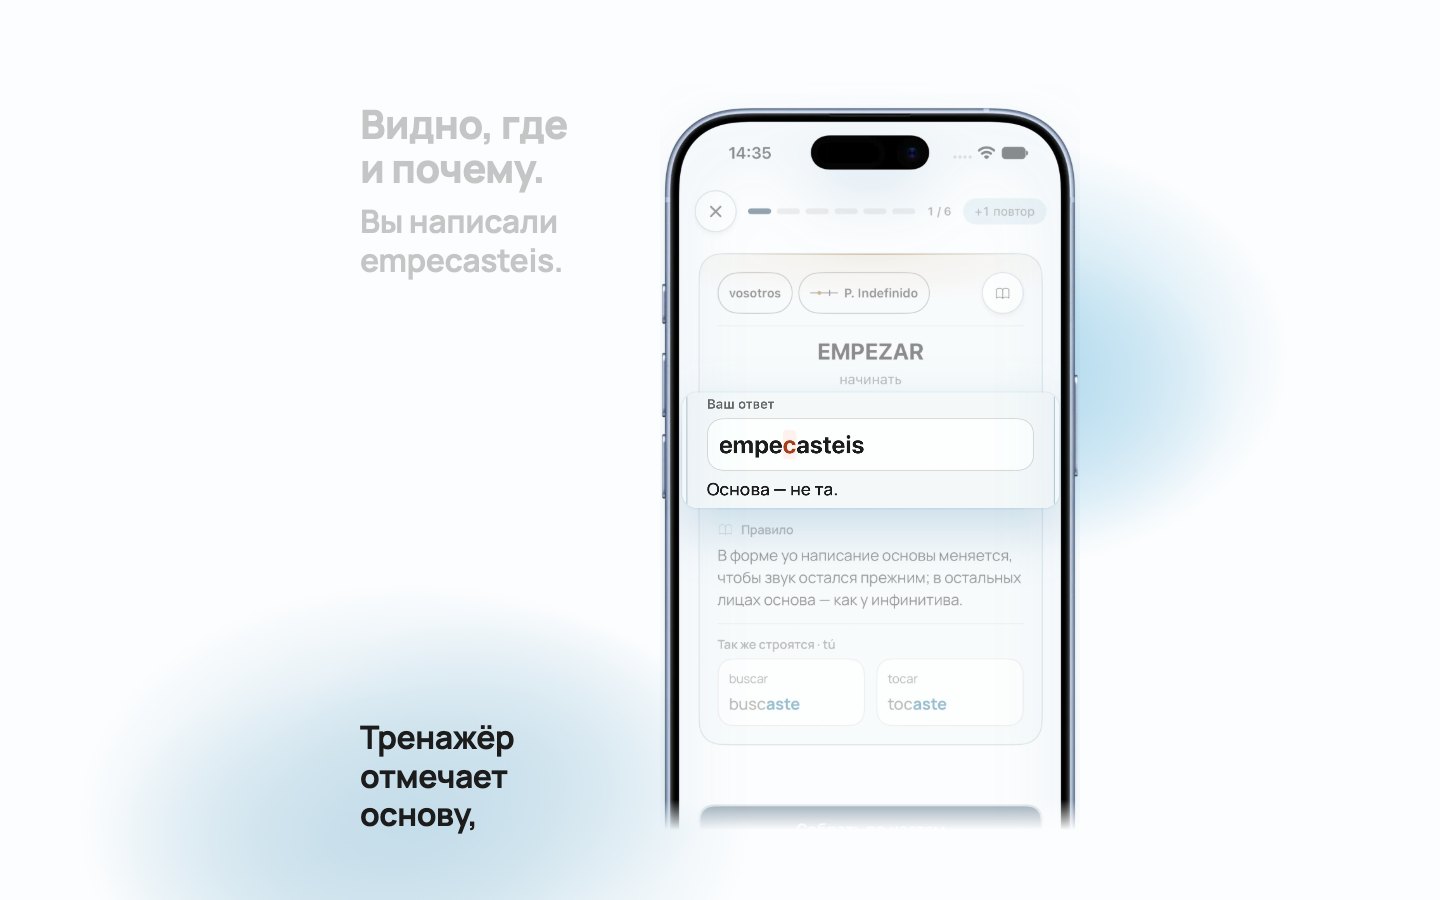 Видно, где
и почему.
Вы написали
empecasteis.
Тренажёр
отмечает
основу,
14:35
1 / 6
+1 повтор
vosotros
P. Indefinido
EMPEZAR
начинать
Ваш ответ
empecasteis
Основа — не та.
Правило
В форме yo написание основы меняется,
чтобы звук остался прежним; в остальных
лицах основа — как у инфинитива.
Так же строятся · tú
buscar
tocar
buscaste
tocaste